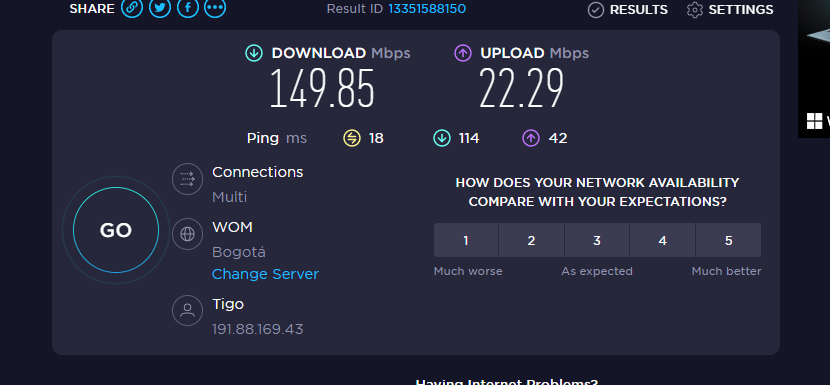 SHARE
Result ID 13351588150
RESULTS
SETTINGS
DOWNLOAD Mbps
149.85
UPLOAD Mbps
22.29
Ping ms 18 114 42
Connections
Multi
WOM
Bogotá
Change Server
Tigo
191.88.169.43
GO
HOW DOES YOUR NETWORK AVAILABILITY
COMPARE WITH YOUR EXPECTATIONS?
1 2 3 4 5
Much worse As expected Much better
Having Internet Problems?